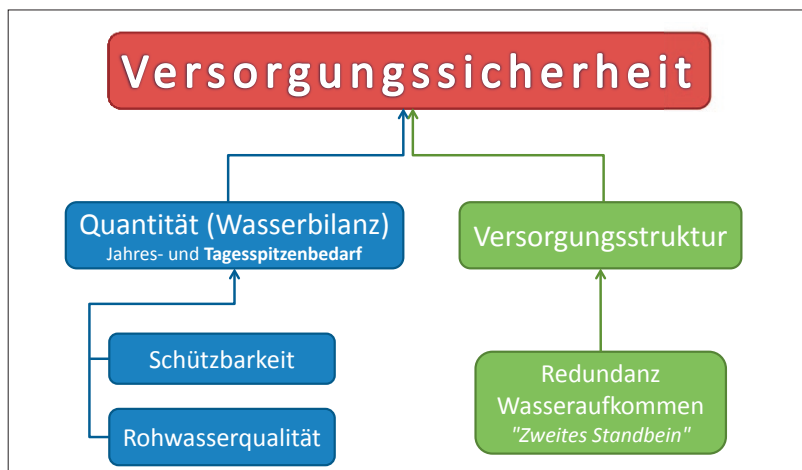 Versorgungssicherheit
Quantität (Wasserbilanz)
Jahres- und Tagesspitzenbedarf
Versorgungsstruktur
Schützbarkeit
Rohwasserqualität
Redundanz
Wasseraufkommen
"Zweites Standbein"